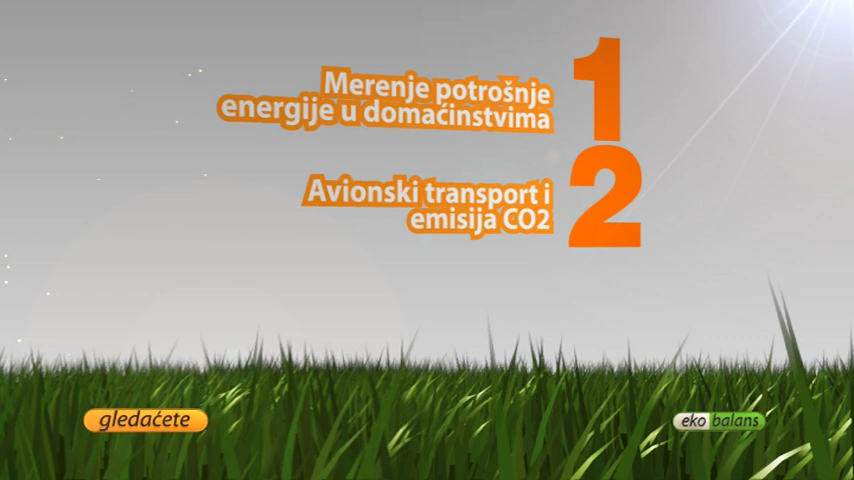 Merenje potrošnje
energije u domaćinstvima
1
Avionski transport i
emisija CO2
2
gledaćete
eko balans